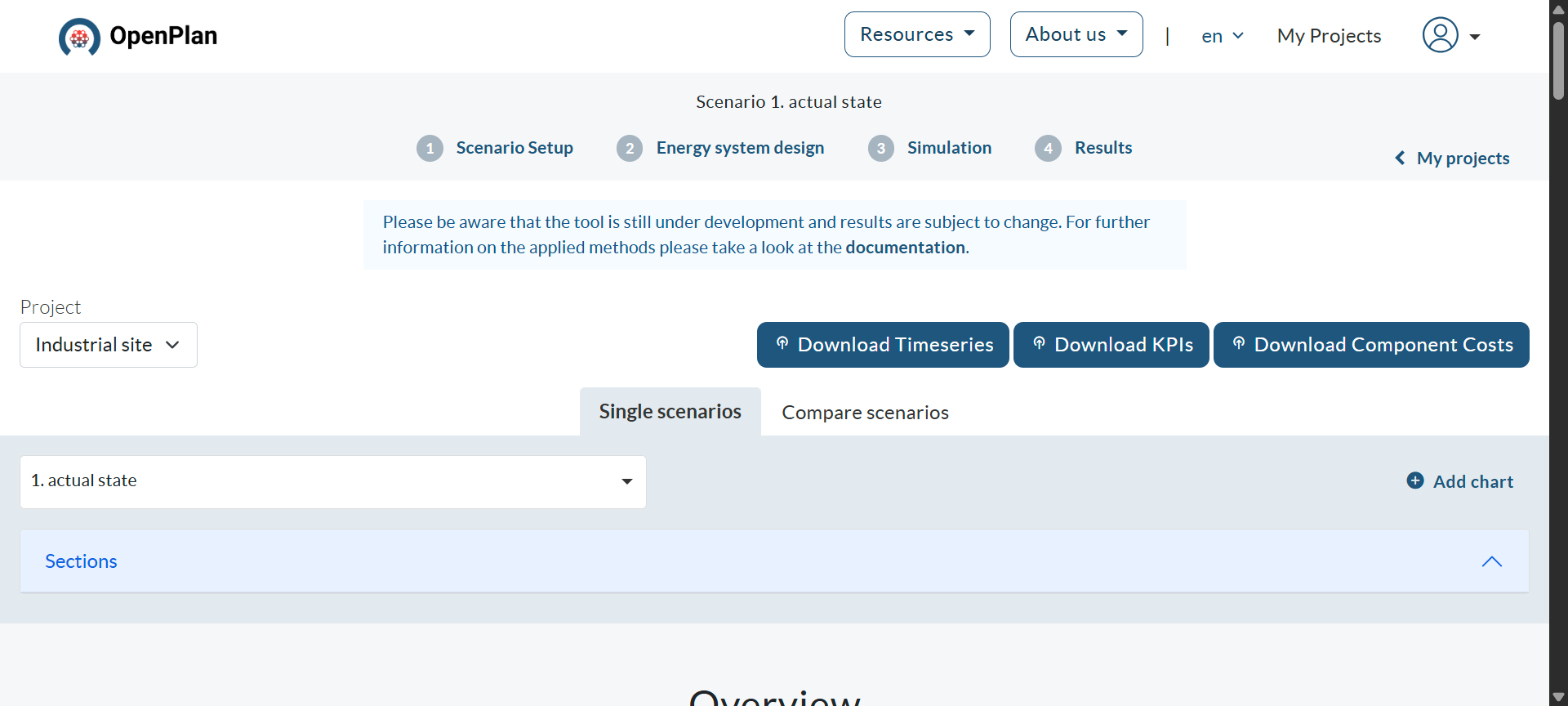 OpenPlan
Resources
About us
|
en
My Projects
Scenario 1. actual state
1 Scenario Setup
2 Energy system design
3 Simulation
4 Results
My projects
Please be aware that the tool is still under development and results are subject to change. For further
information on the applied methods please take a look at the documentation.
Project
Industrial site
Download Timeseries
Download KPIs
Download Component Costs
Single scenarios
Compare scenarios
1. actual state
Add chart
Sections
Overview